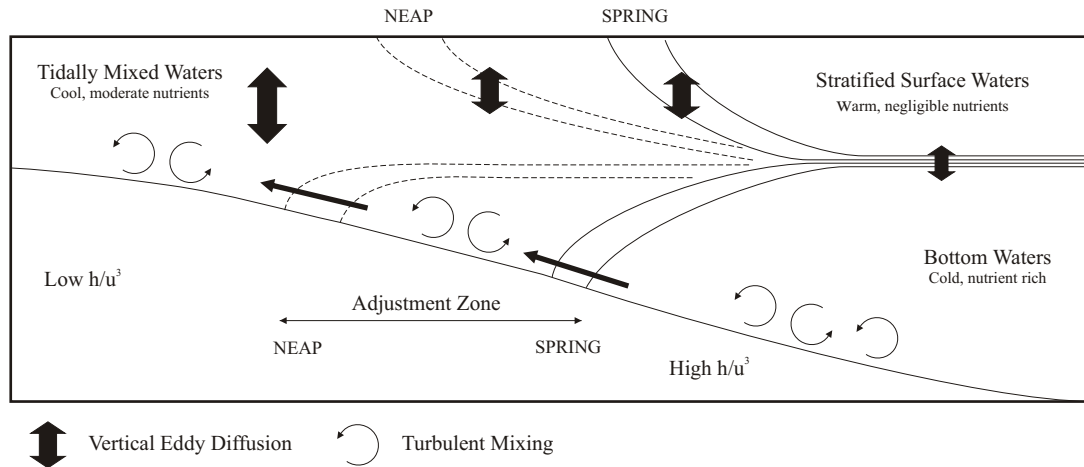 NEAP
SPRING
Tidally Mixed Waters
Cool, moderate nutrients
Stratified Surface Waters
Warm, negligible nutrients
Bottom Waters
Cold, nutrient rich
Low h/u³
Adjustment Zone
NEAP
SPRING
High h/u³
Vertical Eddy Diffusion
Turbulent Mixing